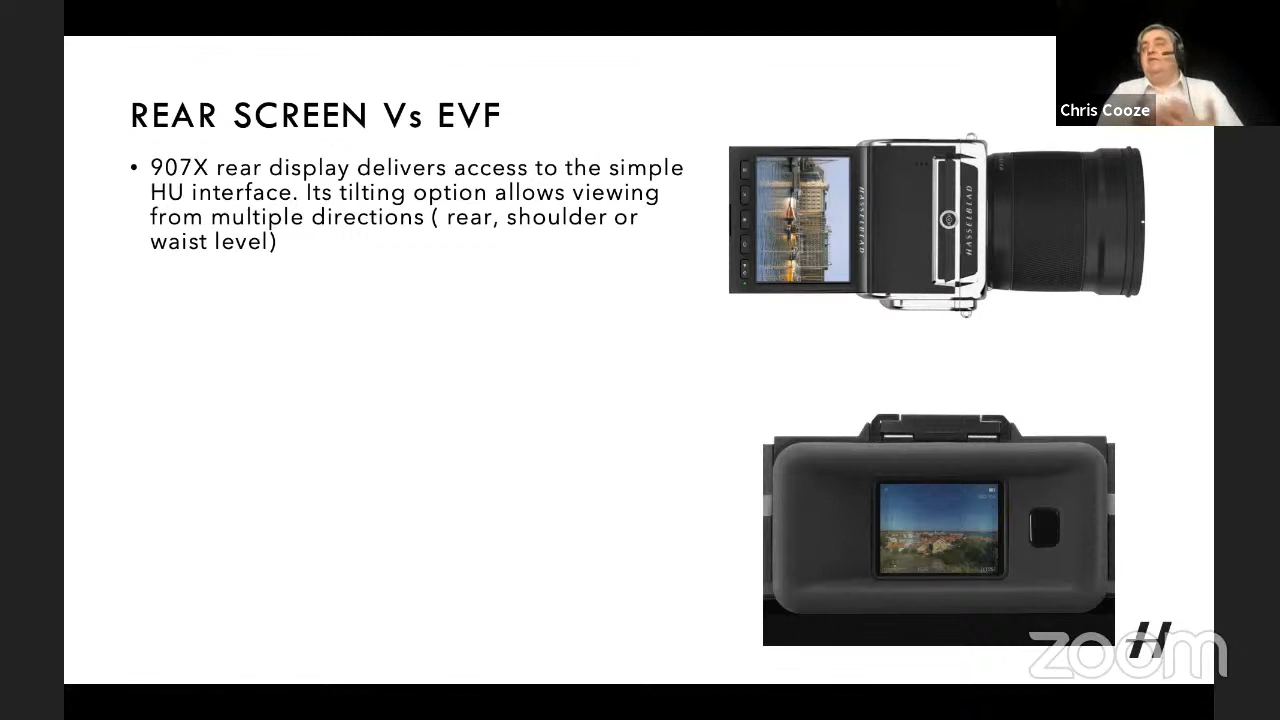 Chris Cooze
REAR SCREEN Vs EVF
• 907X rear display delivers access to the simple
HU interface. Its tilting option allows viewing
from multiple directions ( rear, shoulder or
waist level)
HASSELBLAD
HASSELBLAD
H
zoom